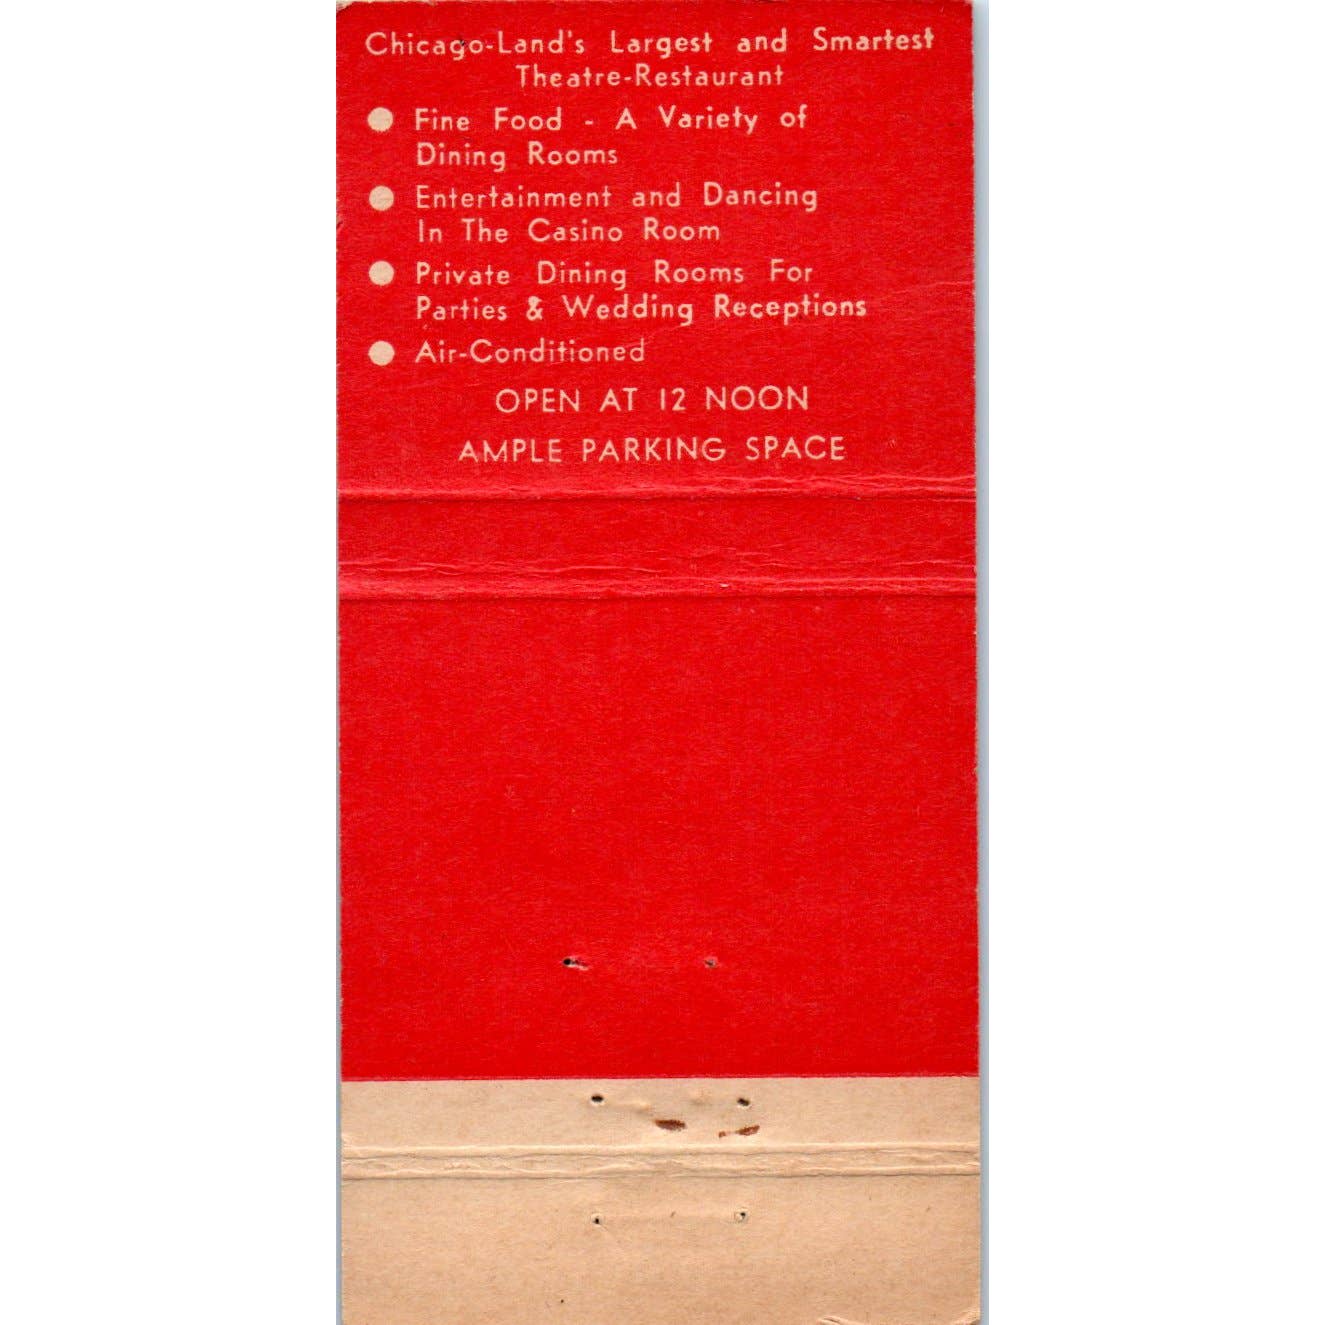 Chicago-Land's Largest and Smartest
Theatre-Restaurant
● Fine Food - A Variety of
Dining Rooms
● Entertainment and Dancing
In The Casino Room
● Private Dining Rooms For
Parties & Wedding Receptions
● Air-Conditioned
OPEN AT 12 NOON
AMPLE PARKING SPACE